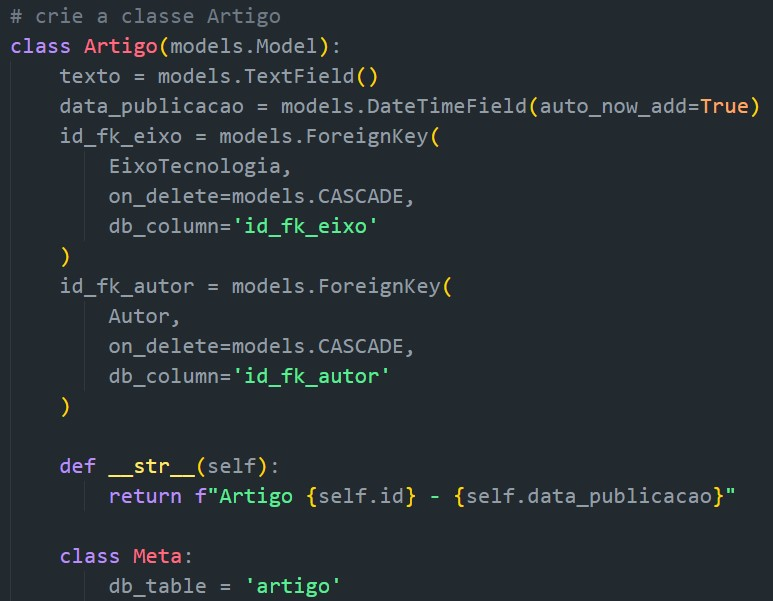 # crie a classe Artigo
class Artigo(models.Model):
    texto = models.TextField()
    data_publicacao = models.DateTimeField(auto_now_add=True)
    id_fk_eixo = models.ForeignKey(
        EixoTecnologia,
        on_delete=models.CASCADE,
        db_column='id_fk_eixo'
    )
    id_fk_autor = models.ForeignKey(
        Autor,
        on_delete=models.CASCADE,
        db_column='id_fk_autor'
    )

    def __str__(self):
        return f"Artigo {self.id} - {self.data_publicacao}"

    class Meta:
        db_table = 'artigo'